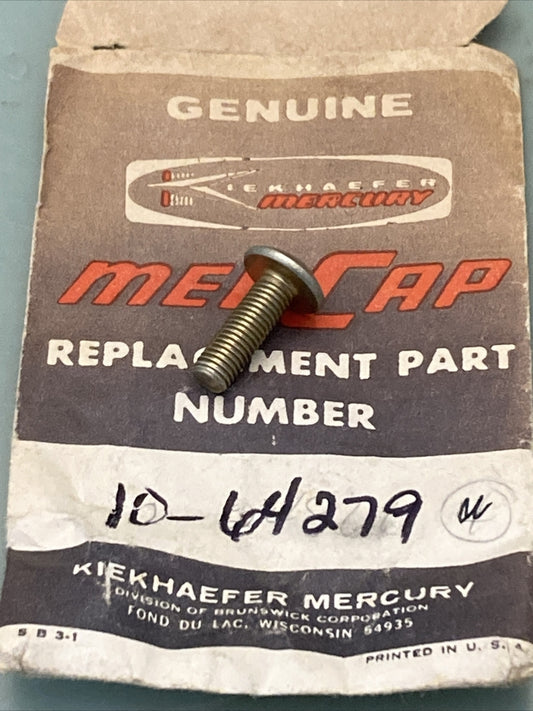 GENUINE
KIEKHAEFER
MERCURY
MERCAP
REPLACEMENT PART
NUMBER
10-64279
KIEKHAEFER MERCURY
DIVISION OF BRUNSWICK CORPORATION
FOND DU LAC, WISCONSIN 54935
S B 3-1
PRINTED IN U. S. A.